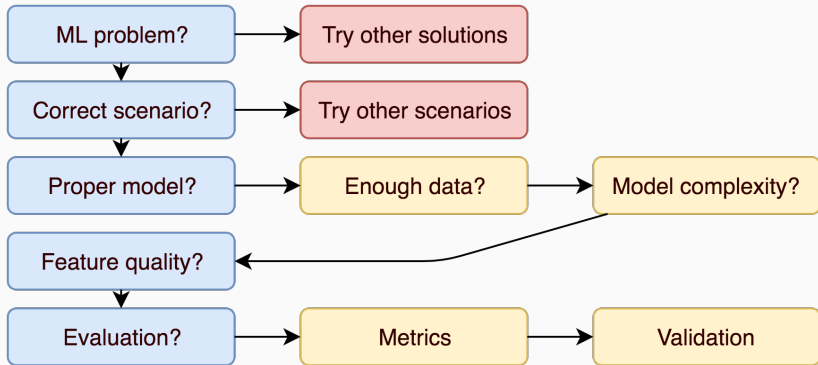 ML problem?
Try other solutions
Correct scenario?
Try other scenarios
Proper model?
Enough data?
Model complexity?
Feature quality?
Evaluation?
Metrics
Validation